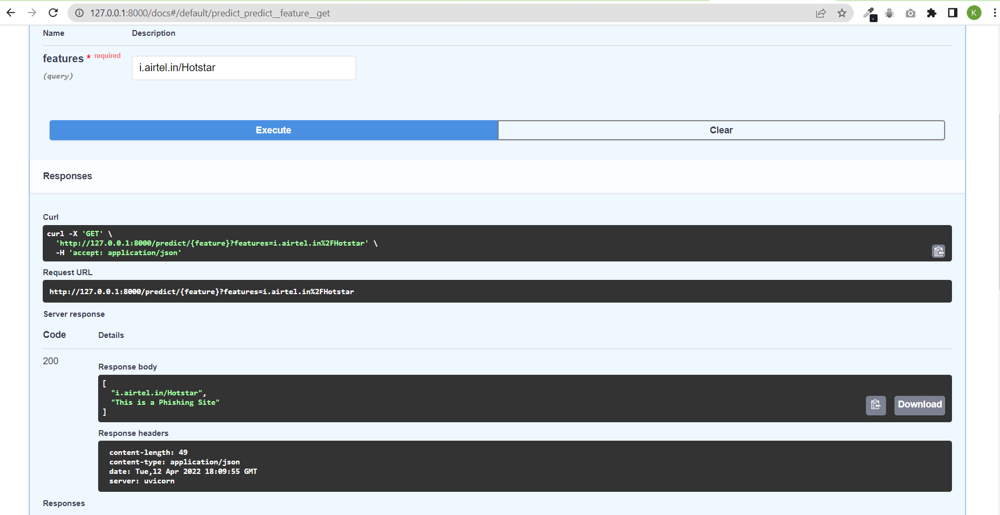 127.0.0.1:8000/docs#/default/predict_predict__feature__get
K
Name Description
features * required
i.airtel.in/Hotstar
(query)
Execute Clear
Responses
Curl
curl -X 'GET' \
'http://127.0.0.1:8000/predict/{feature}?features=i.airtel.in%2FHotstar' \
-H 'accept: application/json'
Request URL
http://127.0.0.1:8000/predict/{feature}?features=i.airtel.in%2FHotstar
Server response
Code Details
200
Response body
[
"i.airtel.in/Hotstar",
"This is a Phishing Site"
]
Download
Response headers
content-length: 49
content-type: application/json
date: Tue,12 Apr 2022 18:09:55 GMT
server: uvicorn
Responses